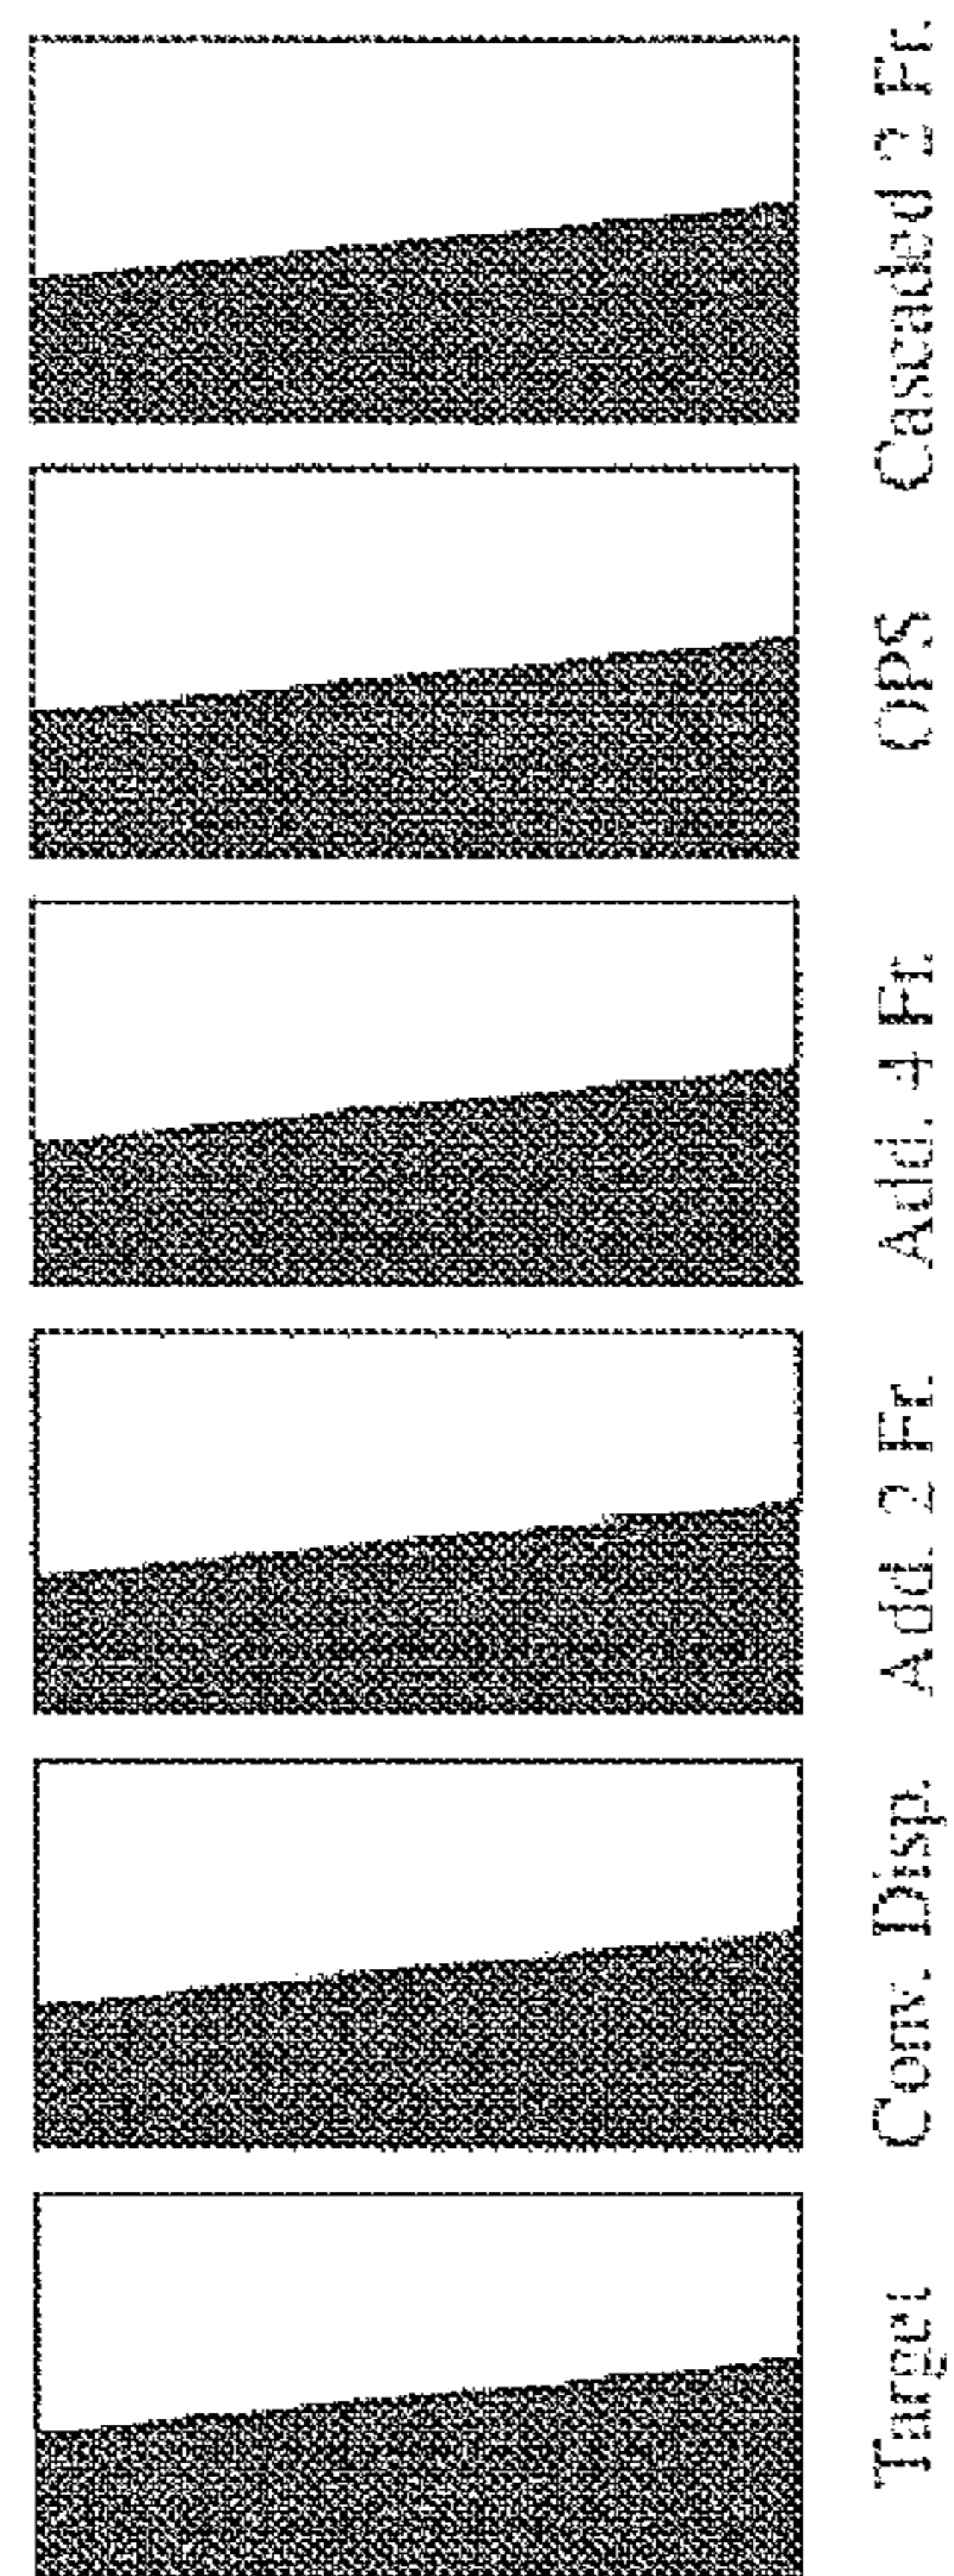 Target
Conv. Disp.
Add. 2 Fr.
Add. 4 Fr.
OPS
Cascaded 2 Fr.